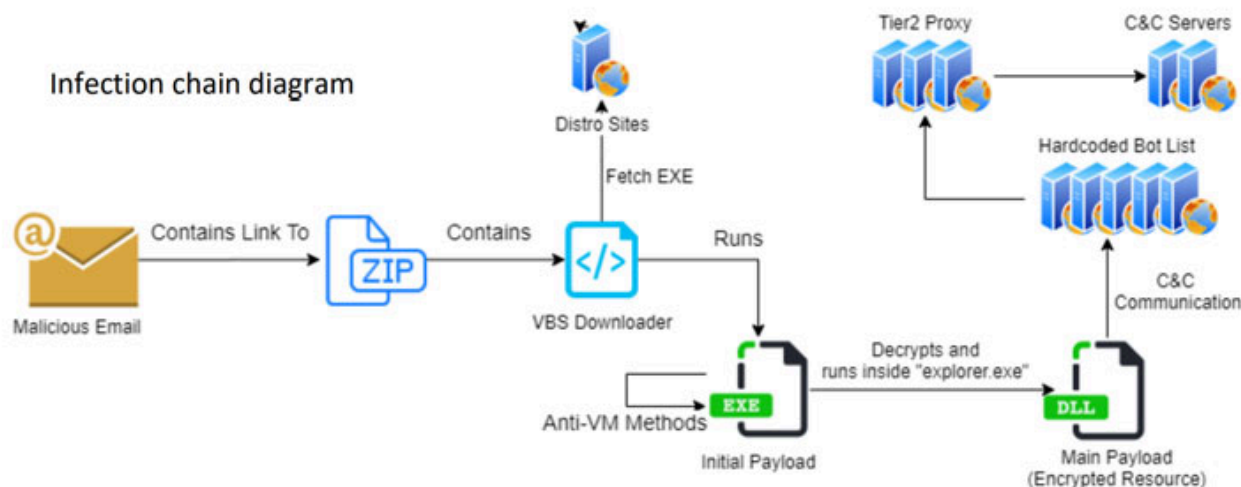 Infection chain diagram
Tier2 Proxy
C&C Servers
Distro Sites
Hardcoded Bot List
Fetch EXE
@
Contains Link To
Contains
Runs
ZIP
</>
C&C
Communication
Malicious Email
VBS Downloader
Decrypts and
runs inside "explorer.exe"
EXE
DLL
Anti-VM Methods
Initial Payload
Main Payload
(Encrypted Resource)